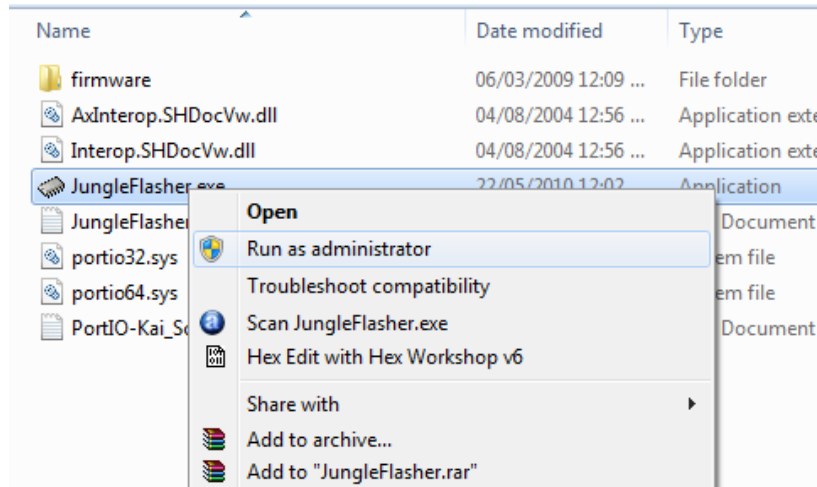 Name Date modified Type
firmware 06/03/2009 12:09 ... File folder
AxInterop.SHDocVw.dll 04/08/2004 12:56 ... Application exte
Interop.SHDocVw.dll 04/08/2004 12:56 ... Application exte
JungleFlasher.exe 22/05/2010 12:02 Application
JungleFlasher Document
Open
Run as administrator
portio32.sys em file
Troubleshoot compatibility
portio64.sys em file
Scan JungleFlasher.exe
PortIO-Kai_Sc Document
Hex Edit with Hex Workshop v6
Share with
Add to archive...
Add to "JungleFlasher.rar"